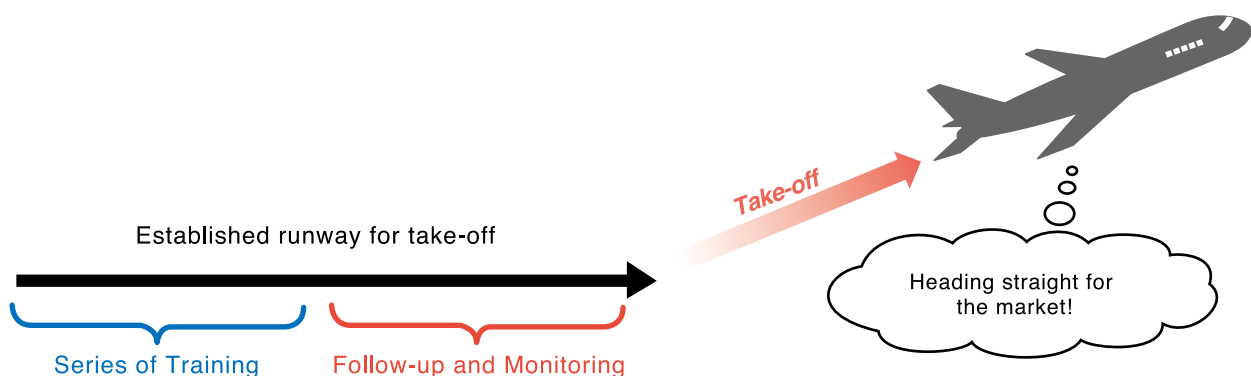 Take-off
Established runway for take-off
Heading straight for
the market!
Series of Training
Follow-up and Monitoring